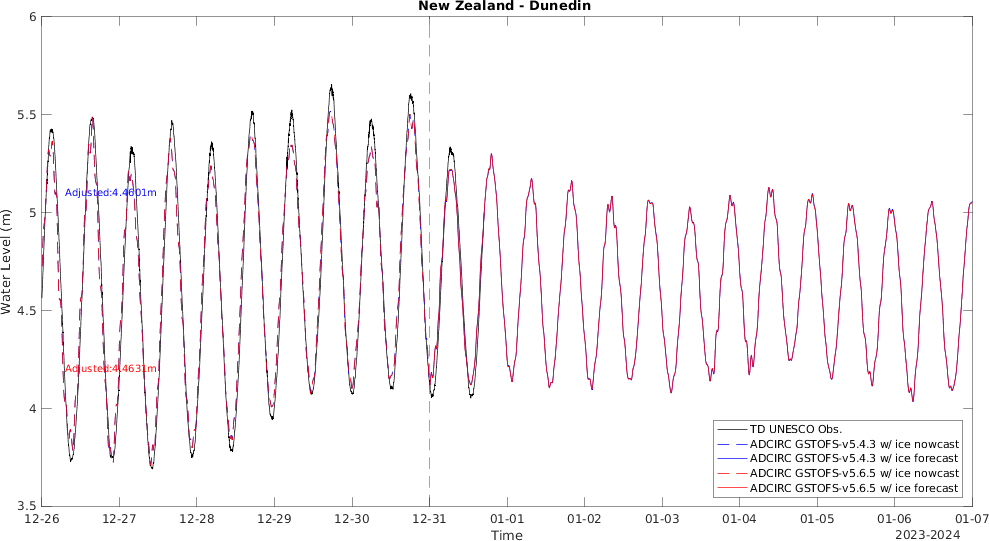 New Zealand - Dunedin
6
5.5
5
4.5
4
3.5
Water Level (m)
Adjusted:4.4601m
Adjusted:4.4631m
TD UNESCO Obs.
ADCIRC GSTOFS-v5.4.3 w/ ice nowcast
ADCIRC GSTOFS-v5.4.3 w/ ice forecast
ADCIRC GSTOFS-v5.6.5 w/ ice nowcast
ADCIRC GSTOFS-v5.6.5 w/ ice forecast
12-26 12-27 12-28 12-29 12-30 12-31 01-01 01-02 01-03 01-04 01-05 01-06 01-07
Time
2023-2024